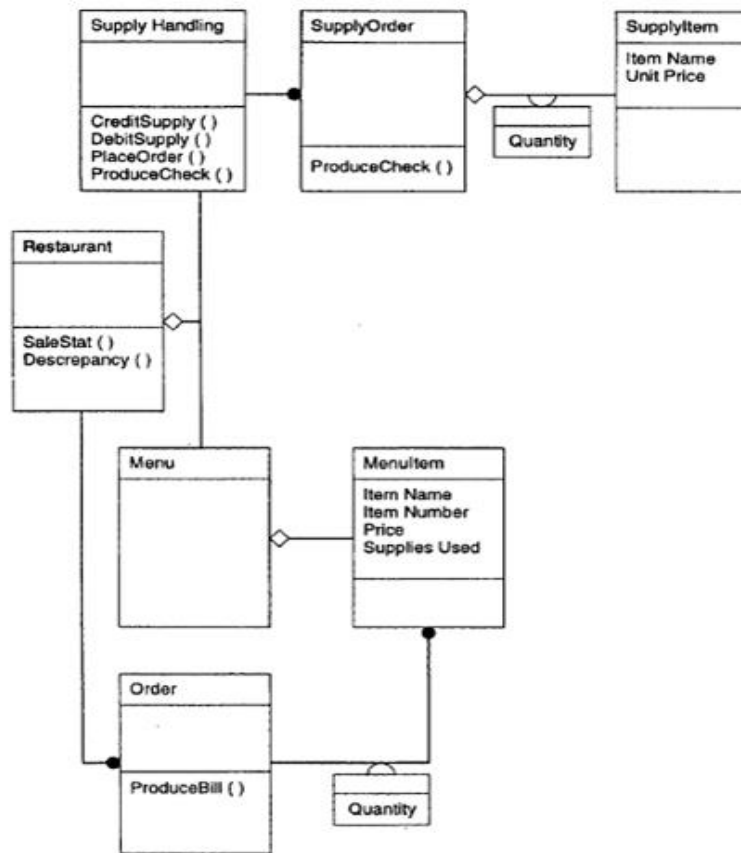 Supply Handling
CreditSupply ( )
DebitSupply ( )
PlaceOrder ( )
ProduceCheck ( )
SupplyOrder
ProduceCheck ( )
SupplyItem
Item Name
Unit Price
Quantity
Restaurant
SaleStat ( )
Descrepancy ( )
Menu
MenuItem
Item Name
Item Number
Price
Supplies Used
Order
ProduceBill ( )
Quantity